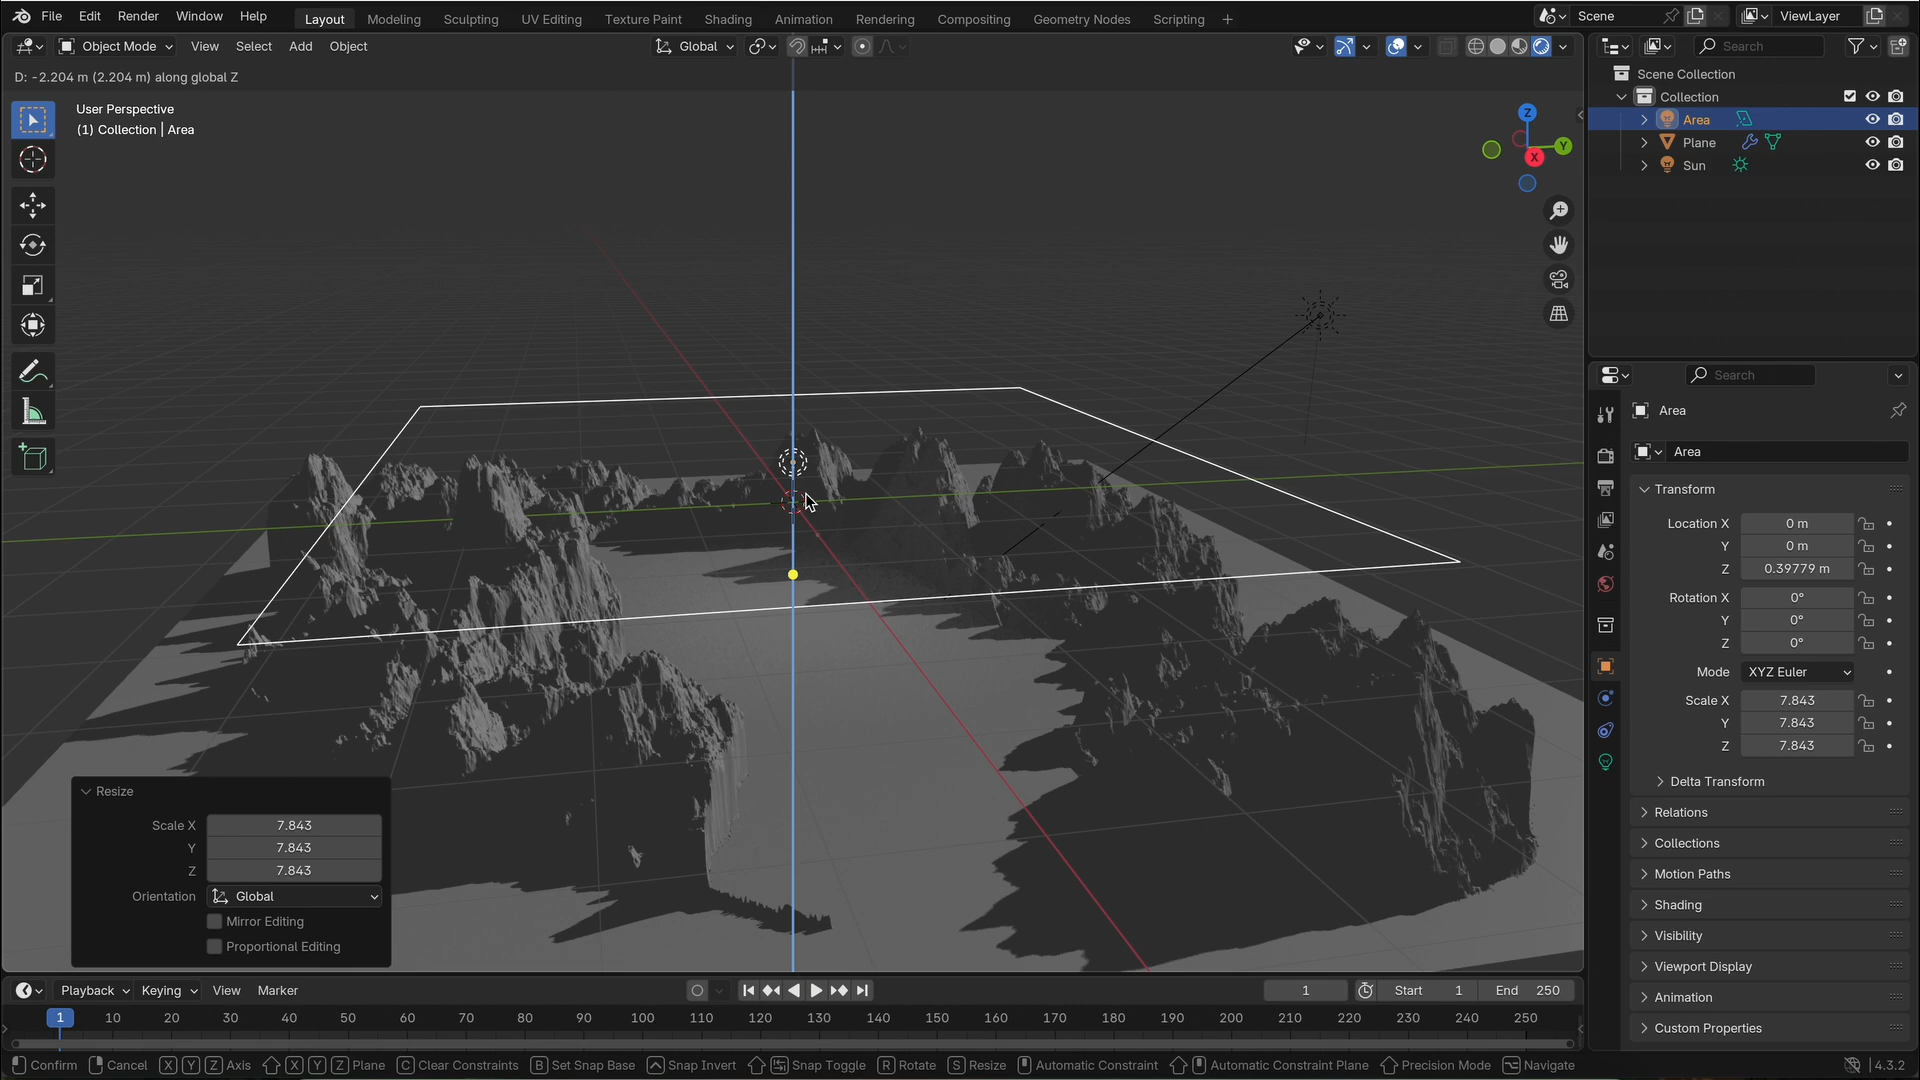 File Edit Render Window Help Layout Modeling Sculpting UV Editing Texture Paint Shading Animation Rendering Compositing Geometry Nodes Scripting + Scene ViewLayer
Object Mode View Select Add Object Global Search
D: -2.204 m (2.204 m) along global Z
User Perspective
(1) Collection | Area
Z
Y
X
Scene Collection
Collection
Area
Plane
Sun
Search
Area
Area
Transform
Location X 0 m
Y 0 m
Z 0.39779 m
Rotation X 0°
Y 0°
Z 0°
Mode XYZ Euler
Scale X 7.843
Y 7.843
Z 7.843
Delta Transform
Relations
Collections
Motion Paths
Shading
Visibility
Viewport Display
Animation
Custom Properties
Resize
Scale X 7.843
Y 7.843
Z 7.843
Orientation Global
Mirror Editing
Proportional Editing
Playback Keying View Marker 1 Start 1 End 250
1 10 20 30 40 50 60 70 80 90 100 110 120 130 140 150 160 170 180 190 200 210 220 230 240 250
Confirm Cancel X Y Z Axis X Y Z Plane C Clear Constraints B Set Snap Base Snap Invert Snap Toggle R Rotate S Resize Automatic Constraint Automatic Constraint Plane Precision Mode Navigate 4.3.2